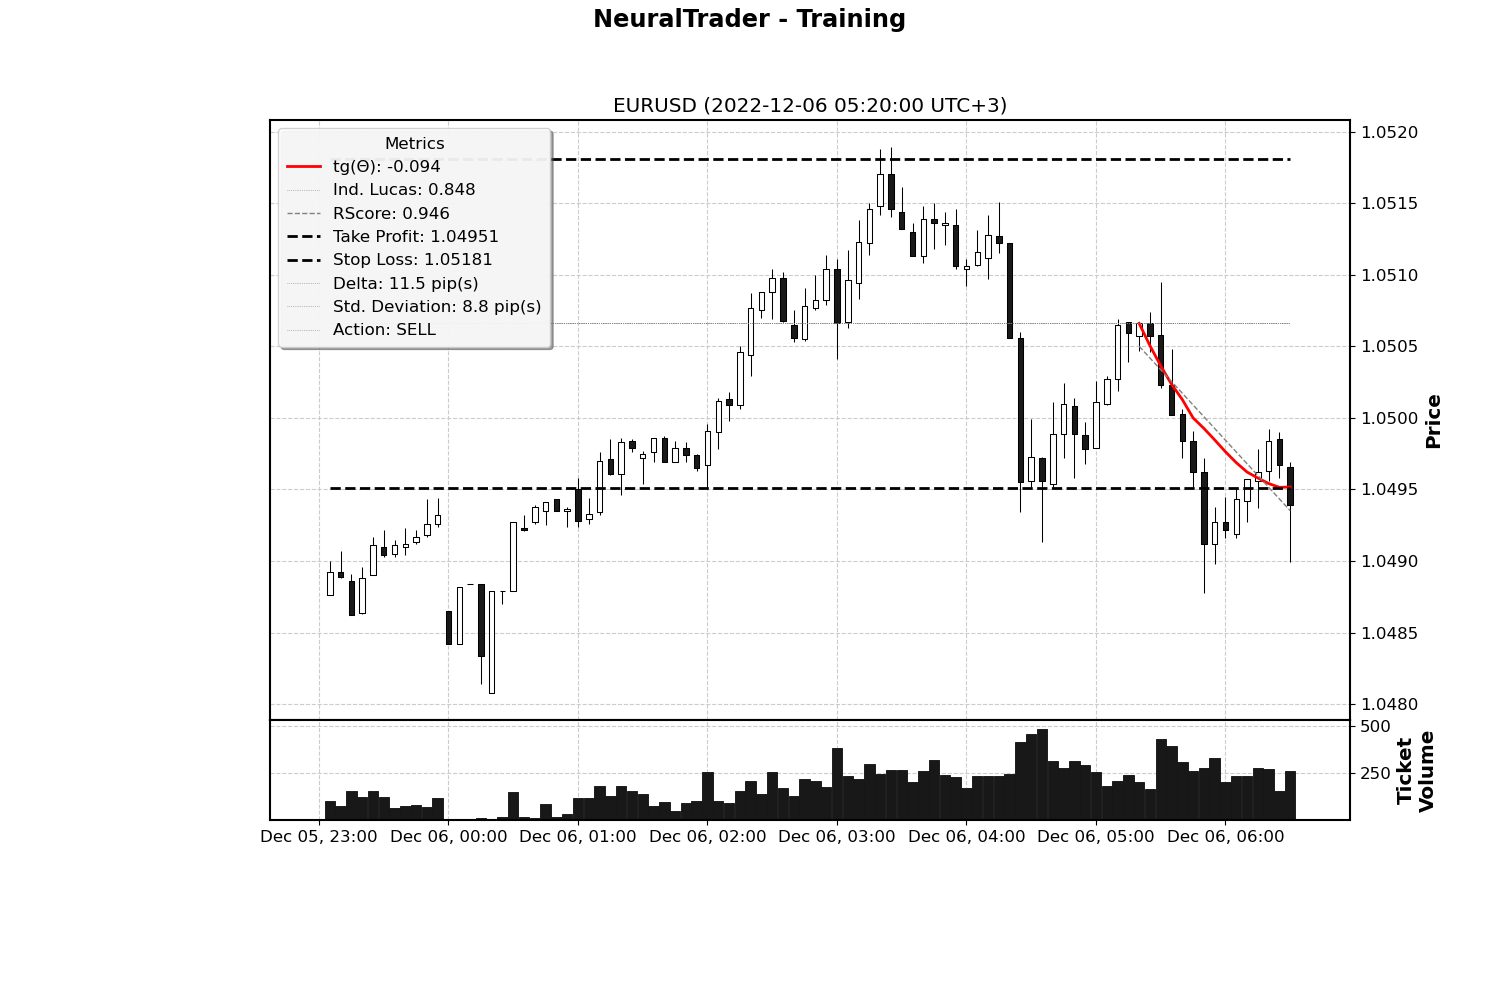 NeuralTrader - Training
EURUSD (2022-12-06 05:20:00 UTC+3)
Metrics
tg(Θ): -0.094
Ind. Lucas: 0.848
RScore: 0.946
Take Profit: 1.04951
Stop Loss: 1.05181
Delta: 11.5 pip(s)
Std. Deviation: 8.8 pip(s)
Action: SELL
1.0520
1.0515
1.0510
1.0505
1.0500
1.0495
1.0490
1.0485
1.0480
Price
500
250
Ticket
Volume
Dec 05, 23:00
Dec 06, 00:00
Dec 06, 01:00
Dec 06, 02:00
Dec 06, 03:00
Dec 06, 04:00
Dec 06, 05:00
Dec 06, 06:00